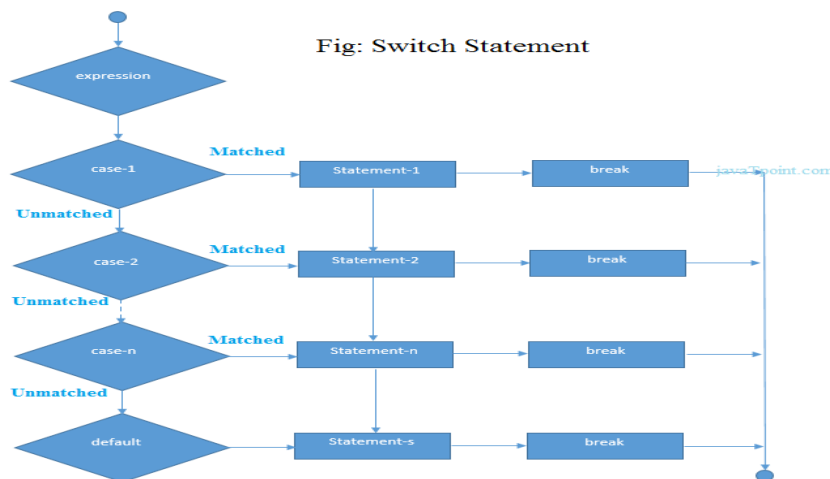 Fig: Switch Statement
expression
case-1
Matched
Statement-1
break
javaTpoint.com
Unmatched
case-2
Matched
Statement-2
break
Unmatched
case-n
Matched
Statement-n
break
Unmatched
default
Statement-s
break